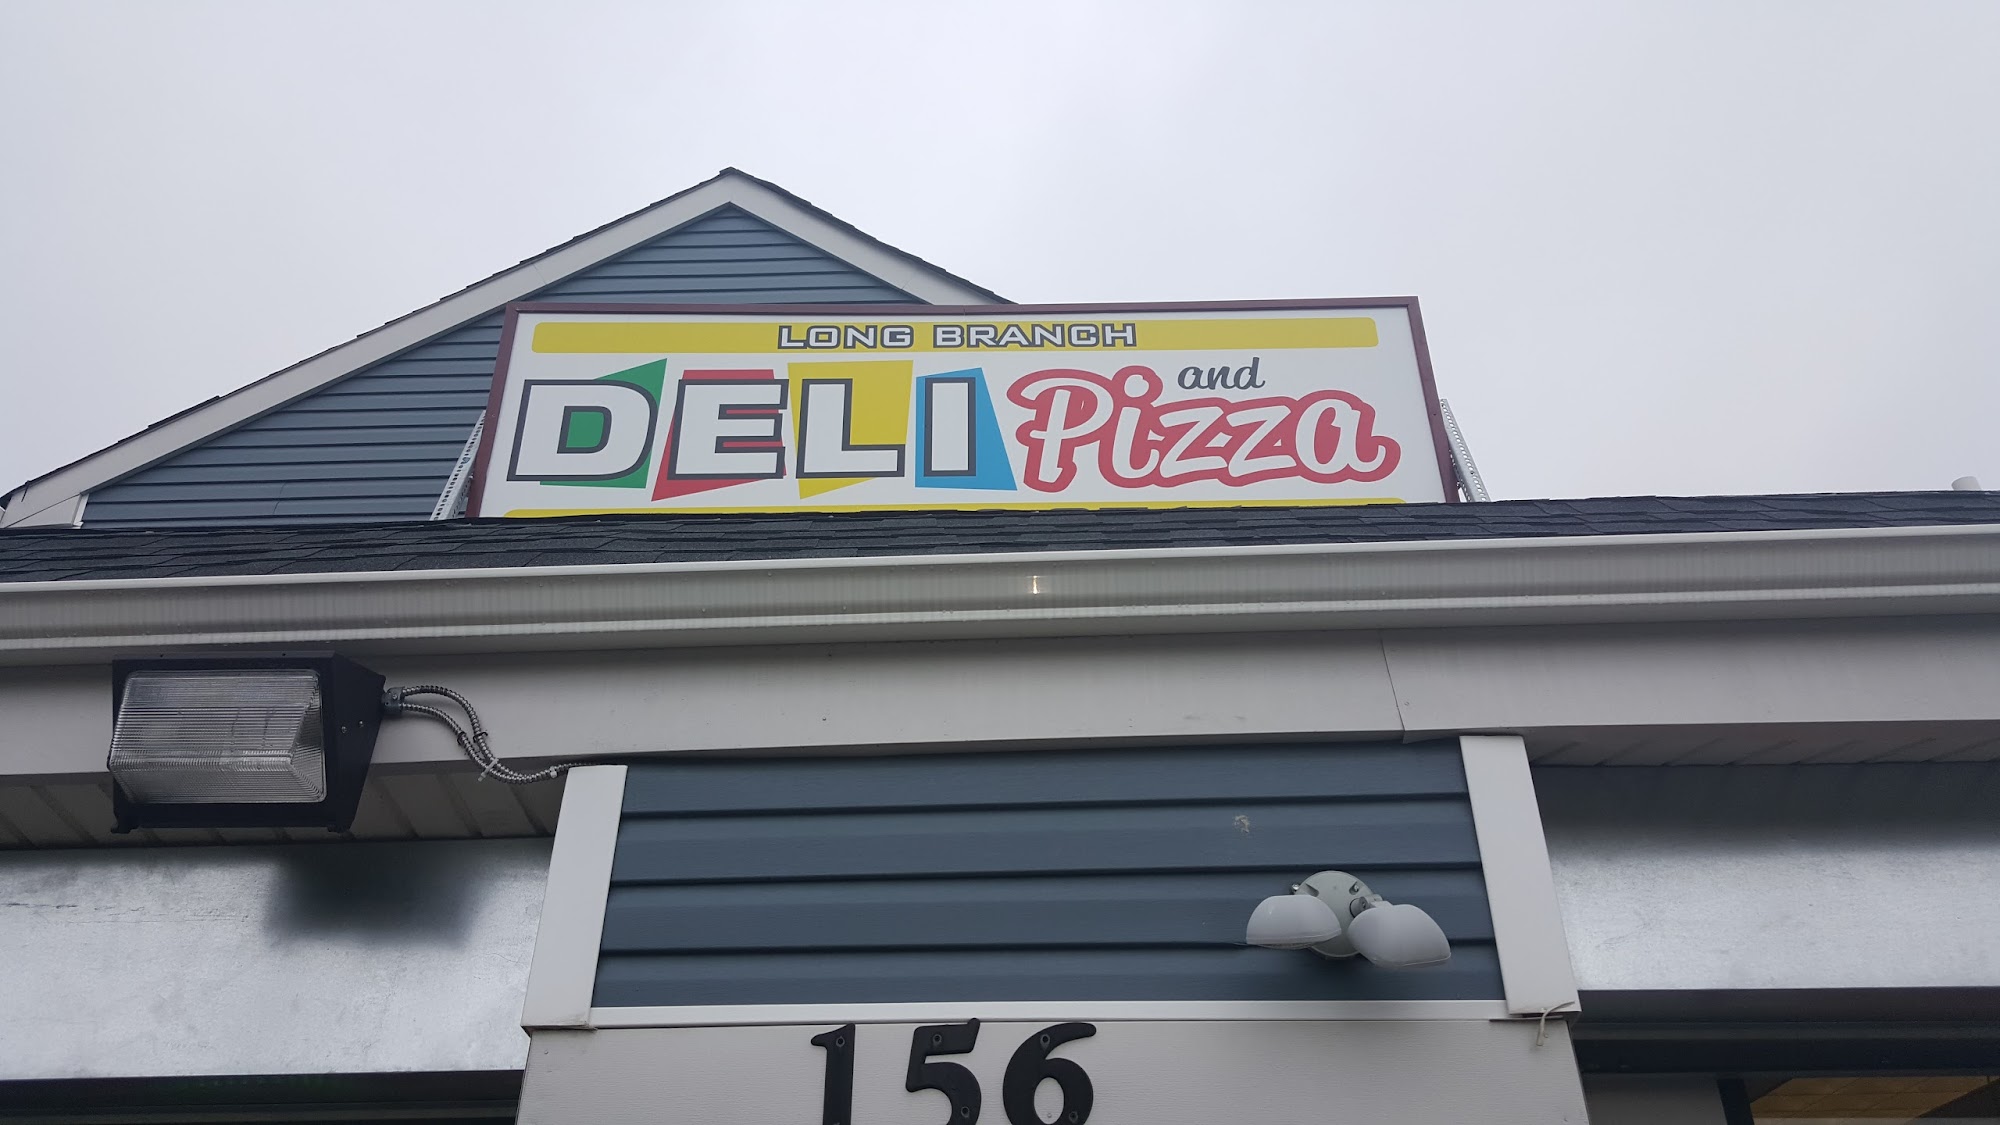 LONG BRANCH
DELI and Pizza
156